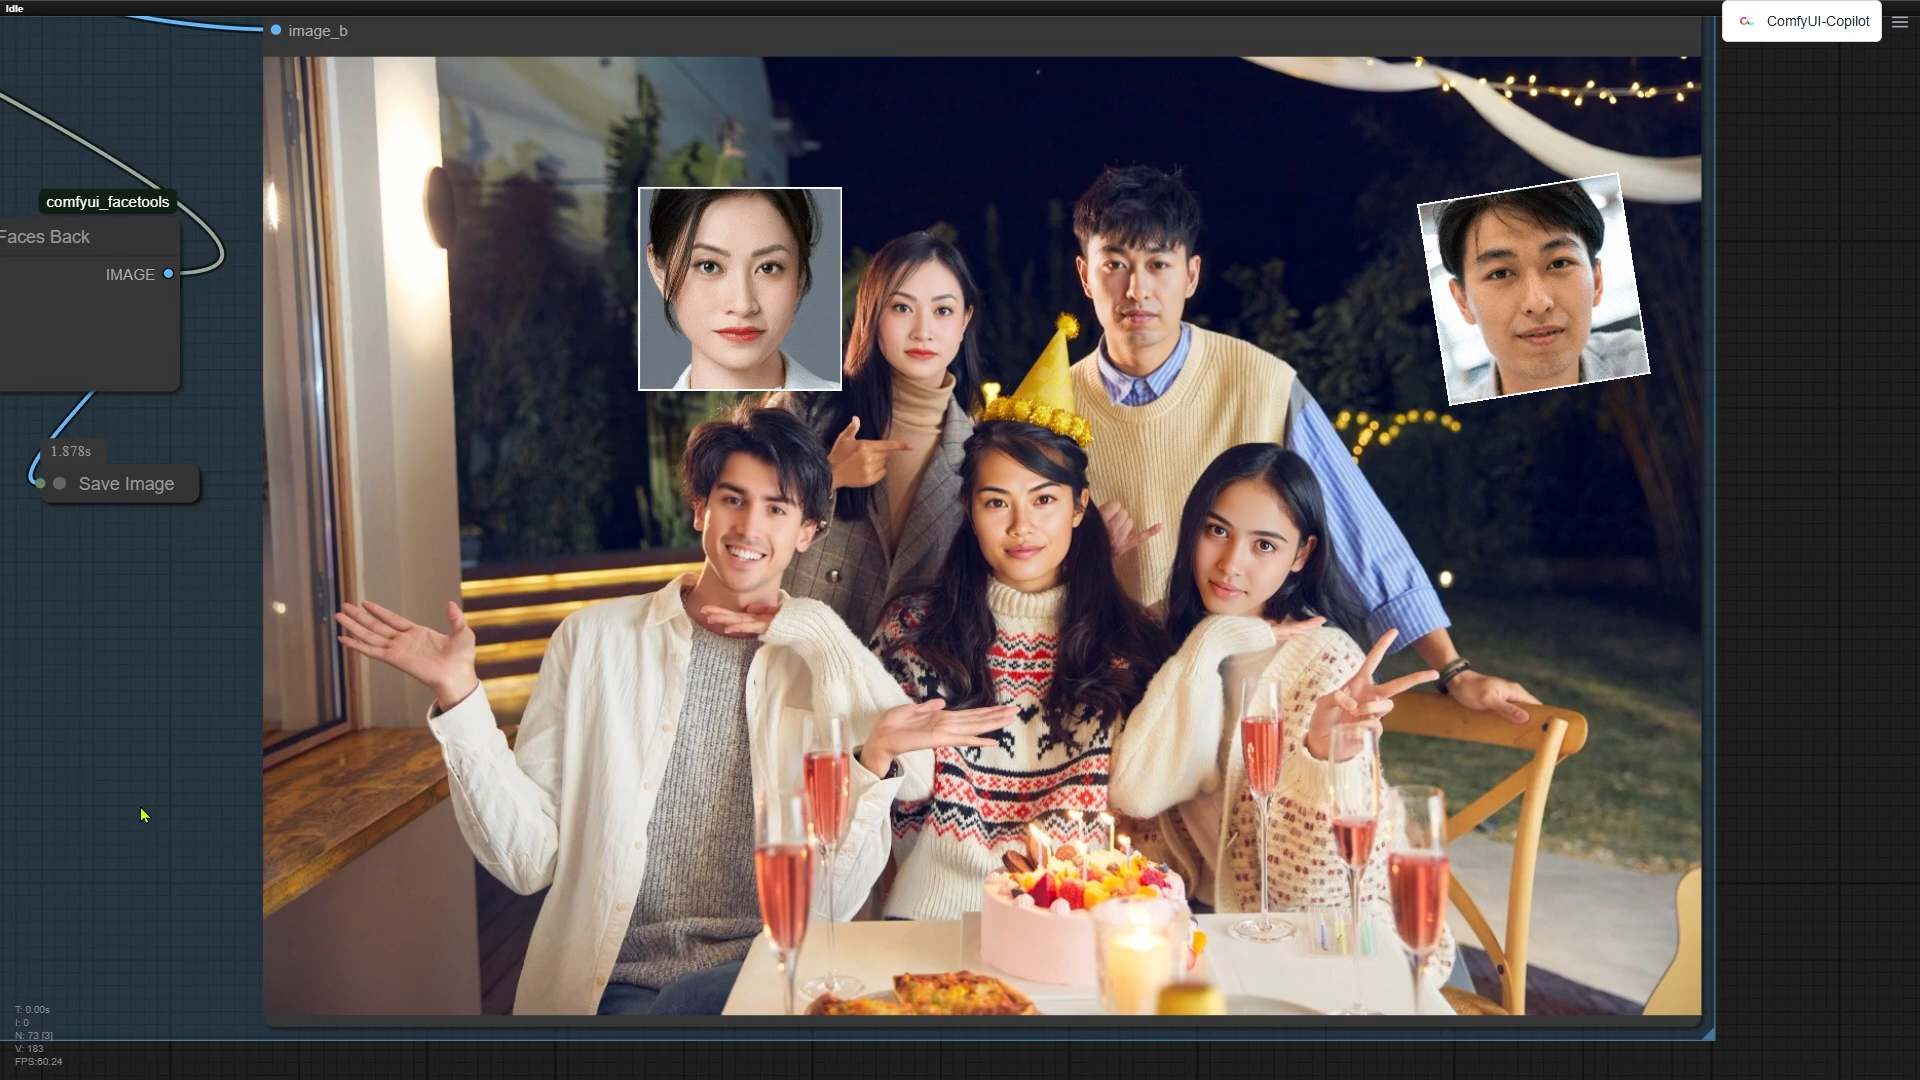 Idle
image_b
ComfyUI-Copilot
comfyui_facetools
Faces Back
IMAGE
1.878s
Save Image
T: 0.00s
I: 0
N: 73 [3]
V: 183
FPS:60.24